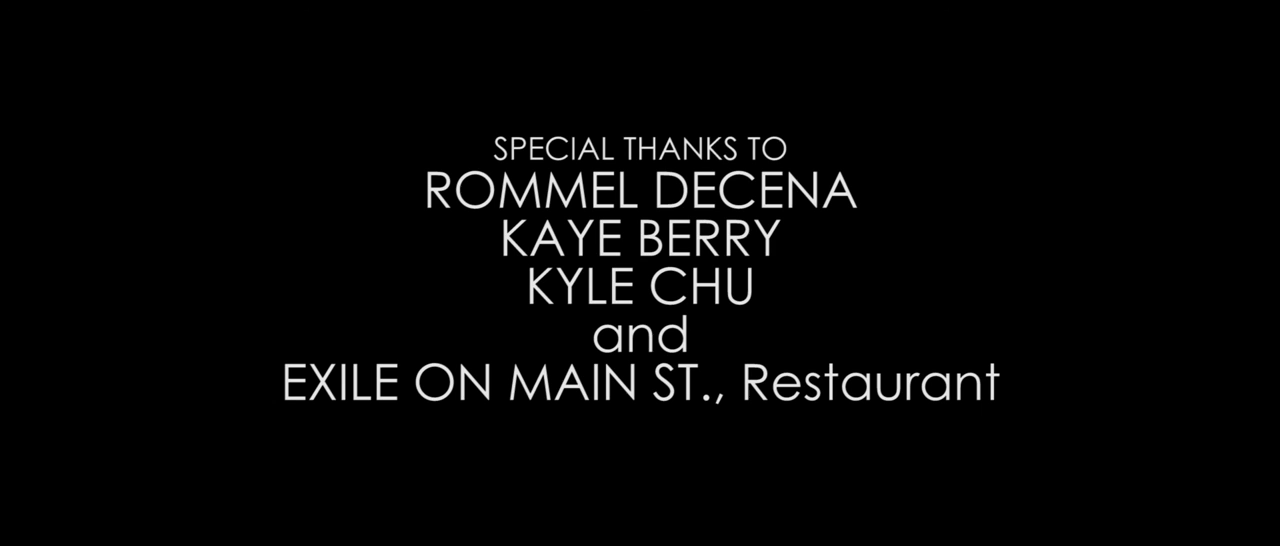 SPECIAL THANKS TO
ROMMEL DECENA
KAYE BERRY
KYLE CHU
and
EXILE ON MAIN ST., Restaurant